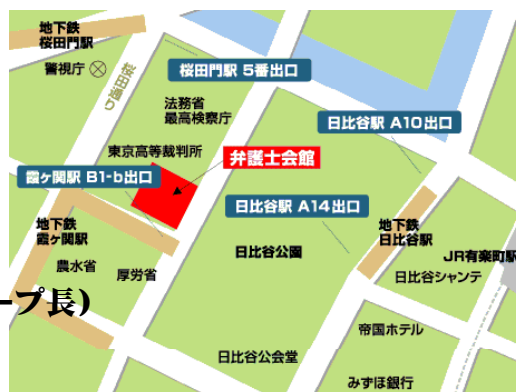 地下鉄
桜田門駅
警視庁
桜田通り
桜田門駅 5番出口
法務省
最高検察庁
日比谷駅 A10出口
東京高等裁判所
弁護士会館
霞ヶ関駅 B1-b出口
日比谷駅 A14出口
地下鉄
霞ヶ関駅
地下鉄
日比谷駅
日比谷公園
JR有楽町駅
農水省
厚労省
日比谷シャンテ
ープ長)
帝国ホテル
日比谷公会堂
みずほ銀行